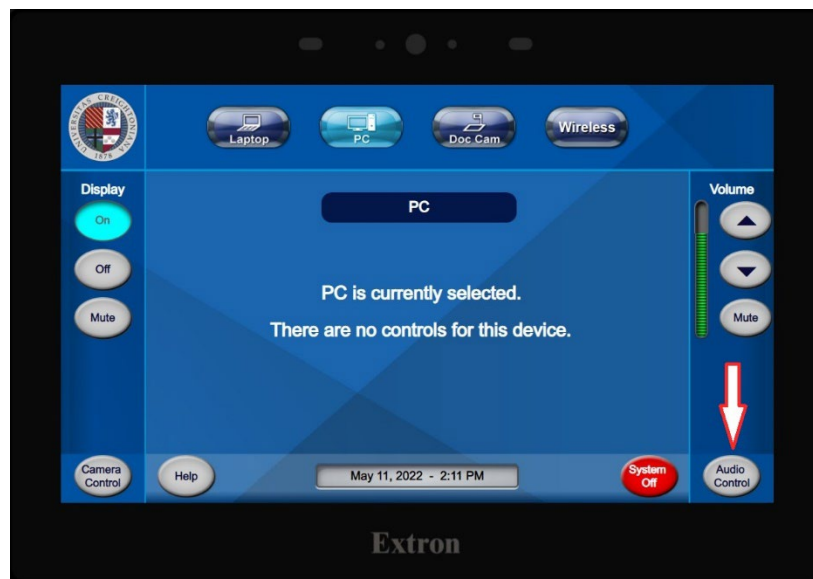 Laptop
PC
Doc Cam
Wireless
Display
On
Off
Mute
PC
PC is currently selected.
There are no controls for this device.
Volume
Mute
Camera
Control
Help
May 11, 2022 - 2:11 PM
System
Off
Audio
Control
Extron